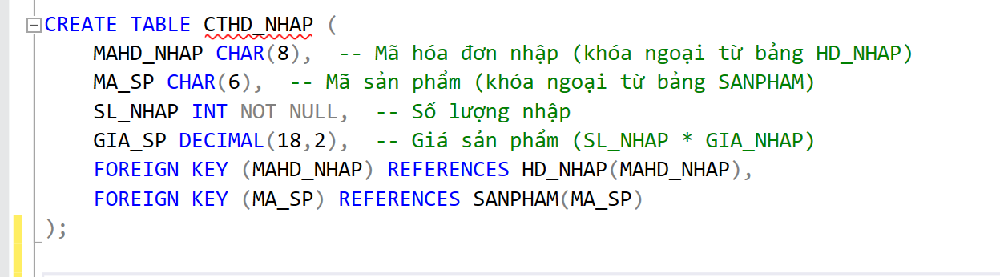 CREATE TABLE CTHD_NHAP (
MAHD_NHAP CHAR(8), -- Mã hóa đơn nhập (khóa ngoại từ bảng HD_NHAP)
MA_SP CHAR(6), -- Mã sản phẩm (khóa ngoại từ bảng SANPHAM)
SL_NHAP INT NOT NULL, -- Số lượng nhập
GIA_SP DECIMAL(18,2), -- Giá sản phẩm (SL_NHAP * GIA_NHAP)
FOREIGN KEY (MAHD_NHAP) REFERENCES HD_NHAP(MAHD_NHAP),
FOREIGN KEY (MA_SP) REFERENCES SANPHAM(MA_SP)
);